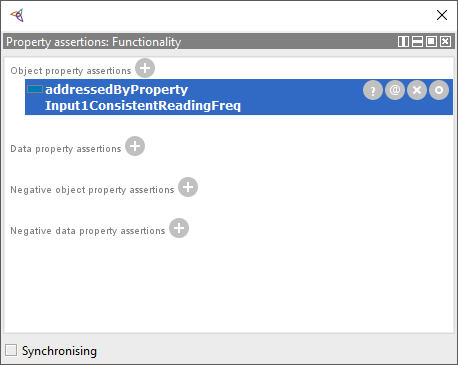 Property assertions: Functionality
Object property assertions
addressedByProperty
Input1ConsistentReadingFreq
? @
Data property assertions
Negative object property assertions
Negative data property assertions
Synchronising